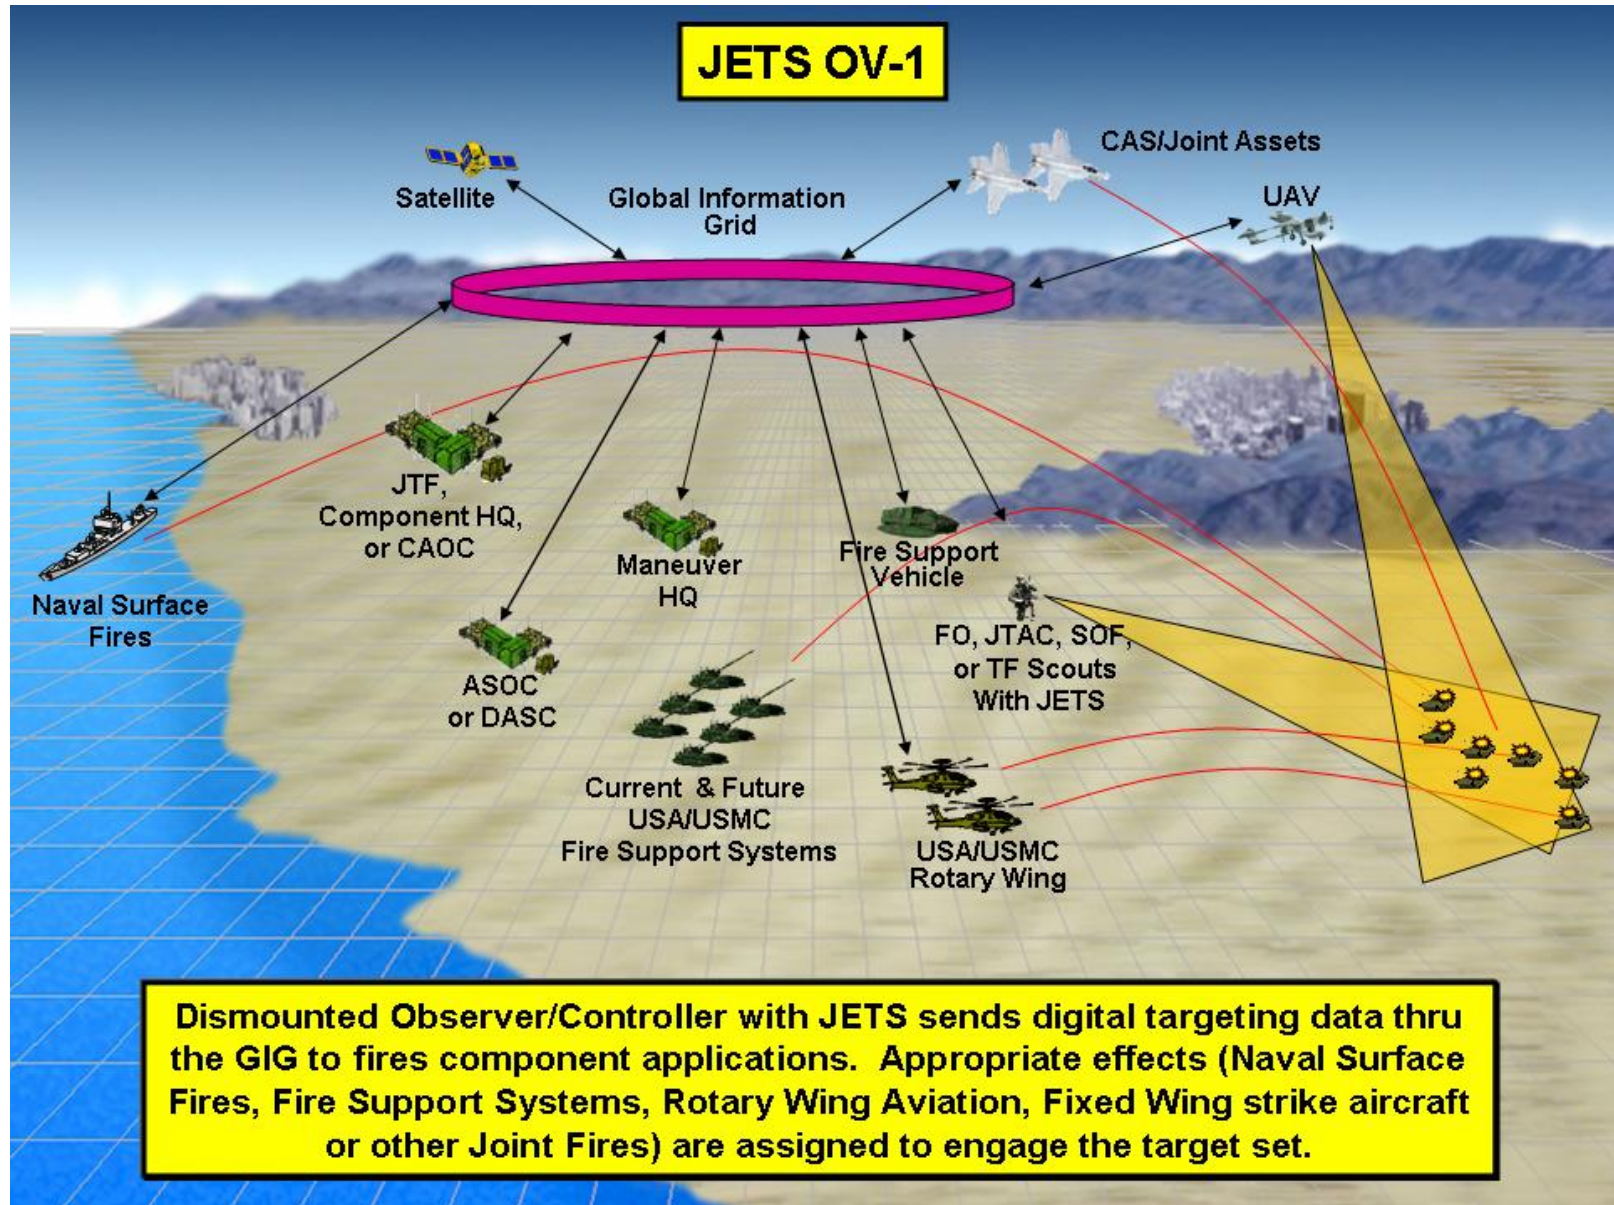 JETS OV-1
CAS/Joint Assets
Satellite
Global Information
Grid
UAV
JTF,
Component HQ,
or CAOC
Maneuver
HQ
Fire Support
Vehicle
Naval Surface
Fires
FO, JTAC, SOF,
or TF Scouts
With JETS
ASOC
or DASC
Current & Future
USA/USMC
Fire Support Systems
USA/USMC
Rotary Wing
Dismounted Observer/Controller with JETS sends digital targeting data thru
the GIG to fires component applications. Appropriate effects (Naval Surface
Fires, Fire Support Systems, Rotary Wing Aviation, Fixed Wing strike aircraft
or other Joint Fires) are assigned to engage the target set.